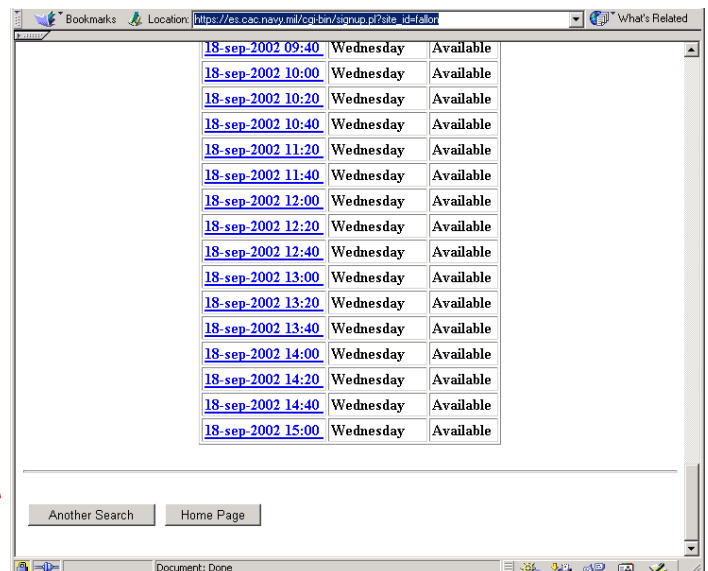 Bookmarks Location: https://es.cac.navy.mil/cgi-bin/signup.pl?site_id=fallon What's Related
18-sep-2002 09:40 Wednesday Available
18-sep-2002 10:00 Wednesday Available
18-sep-2002 10:20 Wednesday Available
18-sep-2002 10:40 Wednesday Available
18-sep-2002 11:20 Wednesday Available
18-sep-2002 11:40 Wednesday Available
18-sep-2002 12:00 Wednesday Available
18-sep-2002 12:20 Wednesday Available
18-sep-2002 12:40 Wednesday Available
18-sep-2002 13:00 Wednesday Available
18-sep-2002 13:20 Wednesday Available
18-sep-2002 13:40 Wednesday Available
18-sep-2002 14:00 Wednesday Available
18-sep-2002 14:20 Wednesday Available
18-sep-2002 14:40 Wednesday Available
18-sep-2002 15:00 Wednesday Available
Another Search Home Page
Document: Done